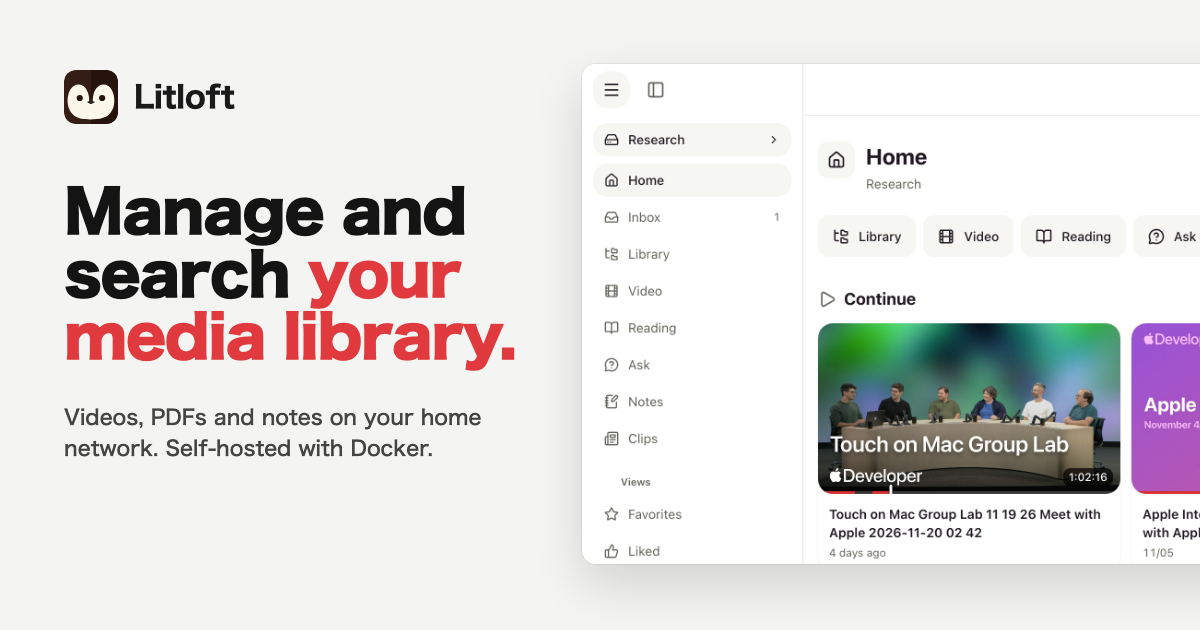 Litloft
Manage and
search your
media library.
Videos, PDFs and notes on your home
network. Self-hosted with Docker.
Research
Home
Inbox 1
Library
Video
Reading
Ask
Notes
Clips
Views
Favorites
Liked
Home
Research
Library Video Reading Ask
Continue
Touch on Mac Group Lab
Developer
1:02:16
Touch on Mac Group Lab 11 19 26 Meet with
Apple 2026-11-20 02 42
4 days ago
Develo
Apple
November 4
Apple Int
with Appl
11/05